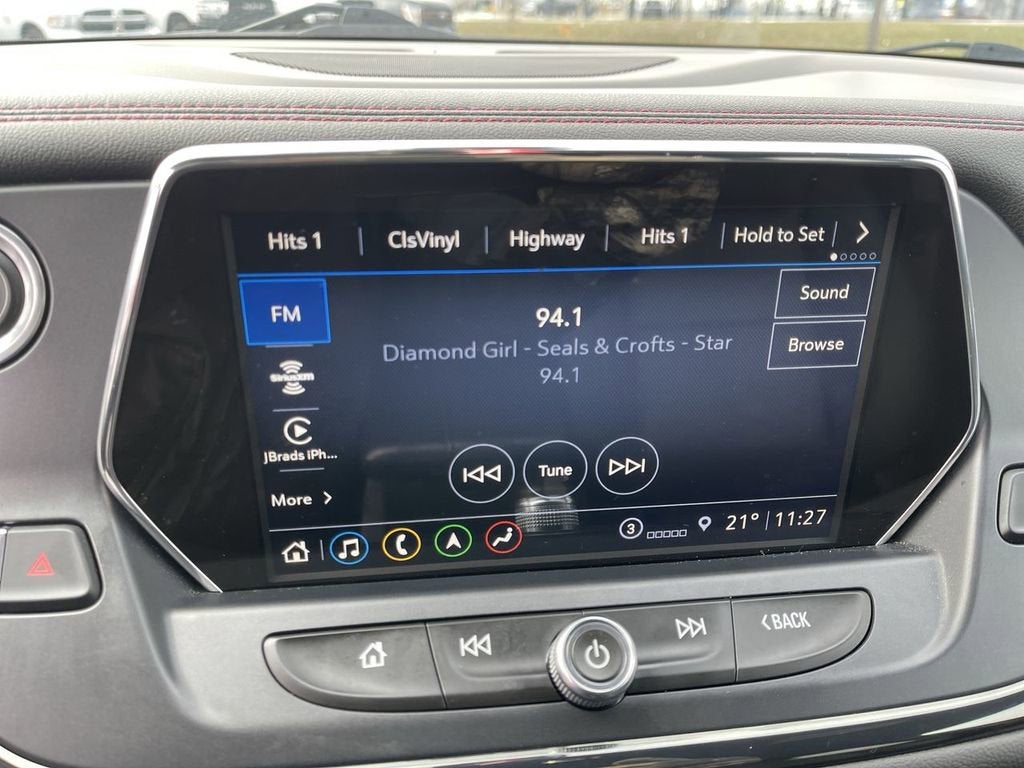 Hits 1 ClsVinyl Highway Hits 1 Hold to Set
FM
94.1
Sound
Diamond Girl - Seals & Crofts - Star
94.1
Browse
SiriusXM
JBrads iPh...
More
Tune
3 21° 11:27
BACK